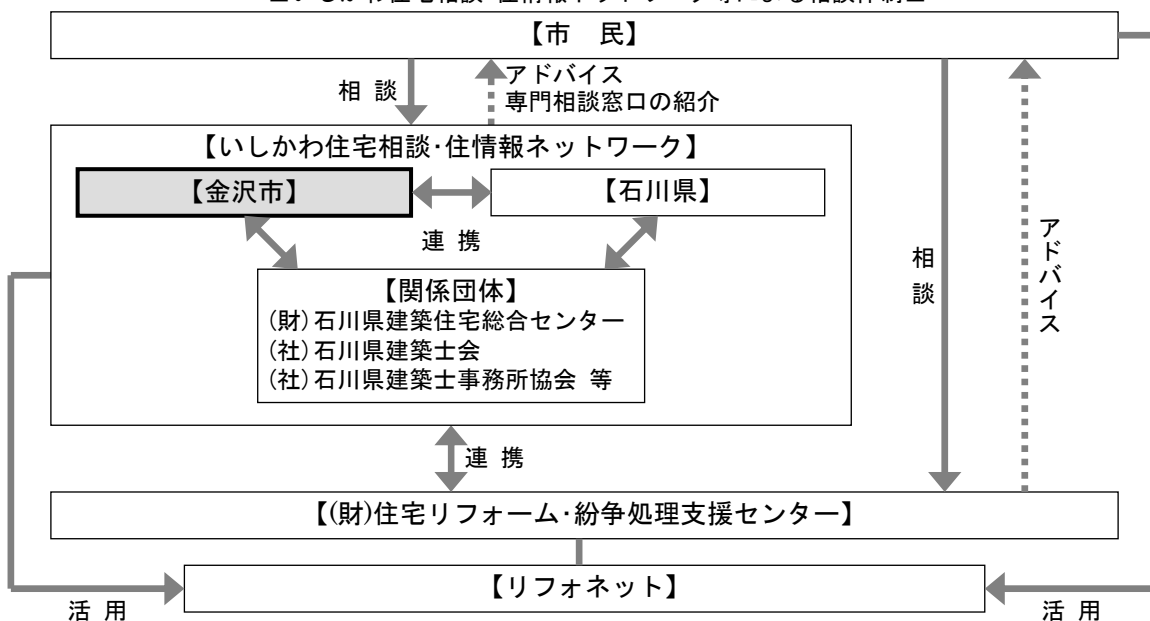 【市　民】
相 談
アドバイス
専門相談窓口の紹介
【いしかわ住宅相談･住情報ネットワーク】
【金沢市】
【石川県】
連 携
【関係団体】
(財)石川県建築住宅総合センター
(社)石川県建築士会
(社)石川県建築士事務所協会 等
相談
アドバイス
連 携
【(財)住宅リフォーム･紛争処理支援センター】
【リフォネット】
活 用
活 用